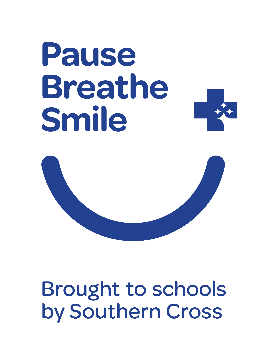 Pause
Breathe
Smile
Brought to schools
by Southern Cross